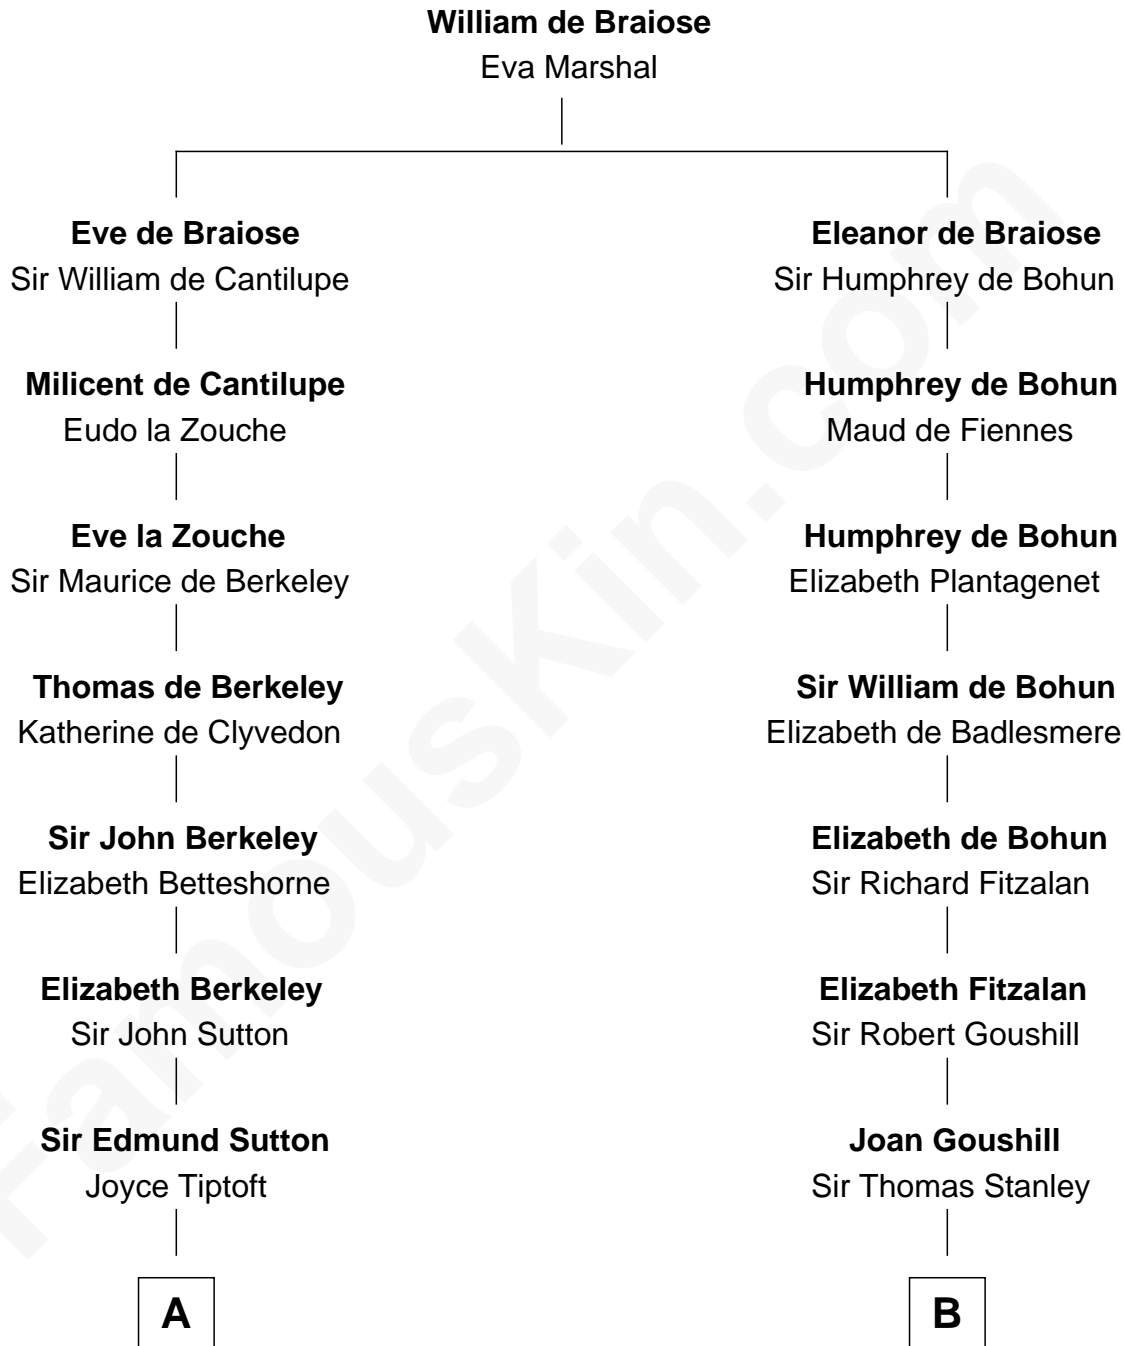 William de Braiose
Eva Marshal
Eve de Braiose
Sir William de Cantilupe
Eleanor de Braiose
Sir Humphrey de Bohun
Milicent de Cantilupe
Eudo la Zouche
Humphrey de Bohun
Maud de Fiennes
Eve la Zouche
Sir Maurice de Berkeley
Humphrey de Bohun
Elizabeth Plantagenet
Thomas de Berkeley
Katherine de Clyvedon
Sir William de Bohun
Elizabeth de Badlesmere
Sir John Berkeley
Elizabeth Betteshorne
Elizabeth de Bohun
Sir Richard Fitzalan
Elizabeth Berkeley
Sir John Sutton
Elizabeth Fitzalan
Sir Robert Goushill
Sir Edmund Sutton
Joyce Tiptoft
Joan Goushill
Sir Thomas Stanley
A
B
FamousKin.com